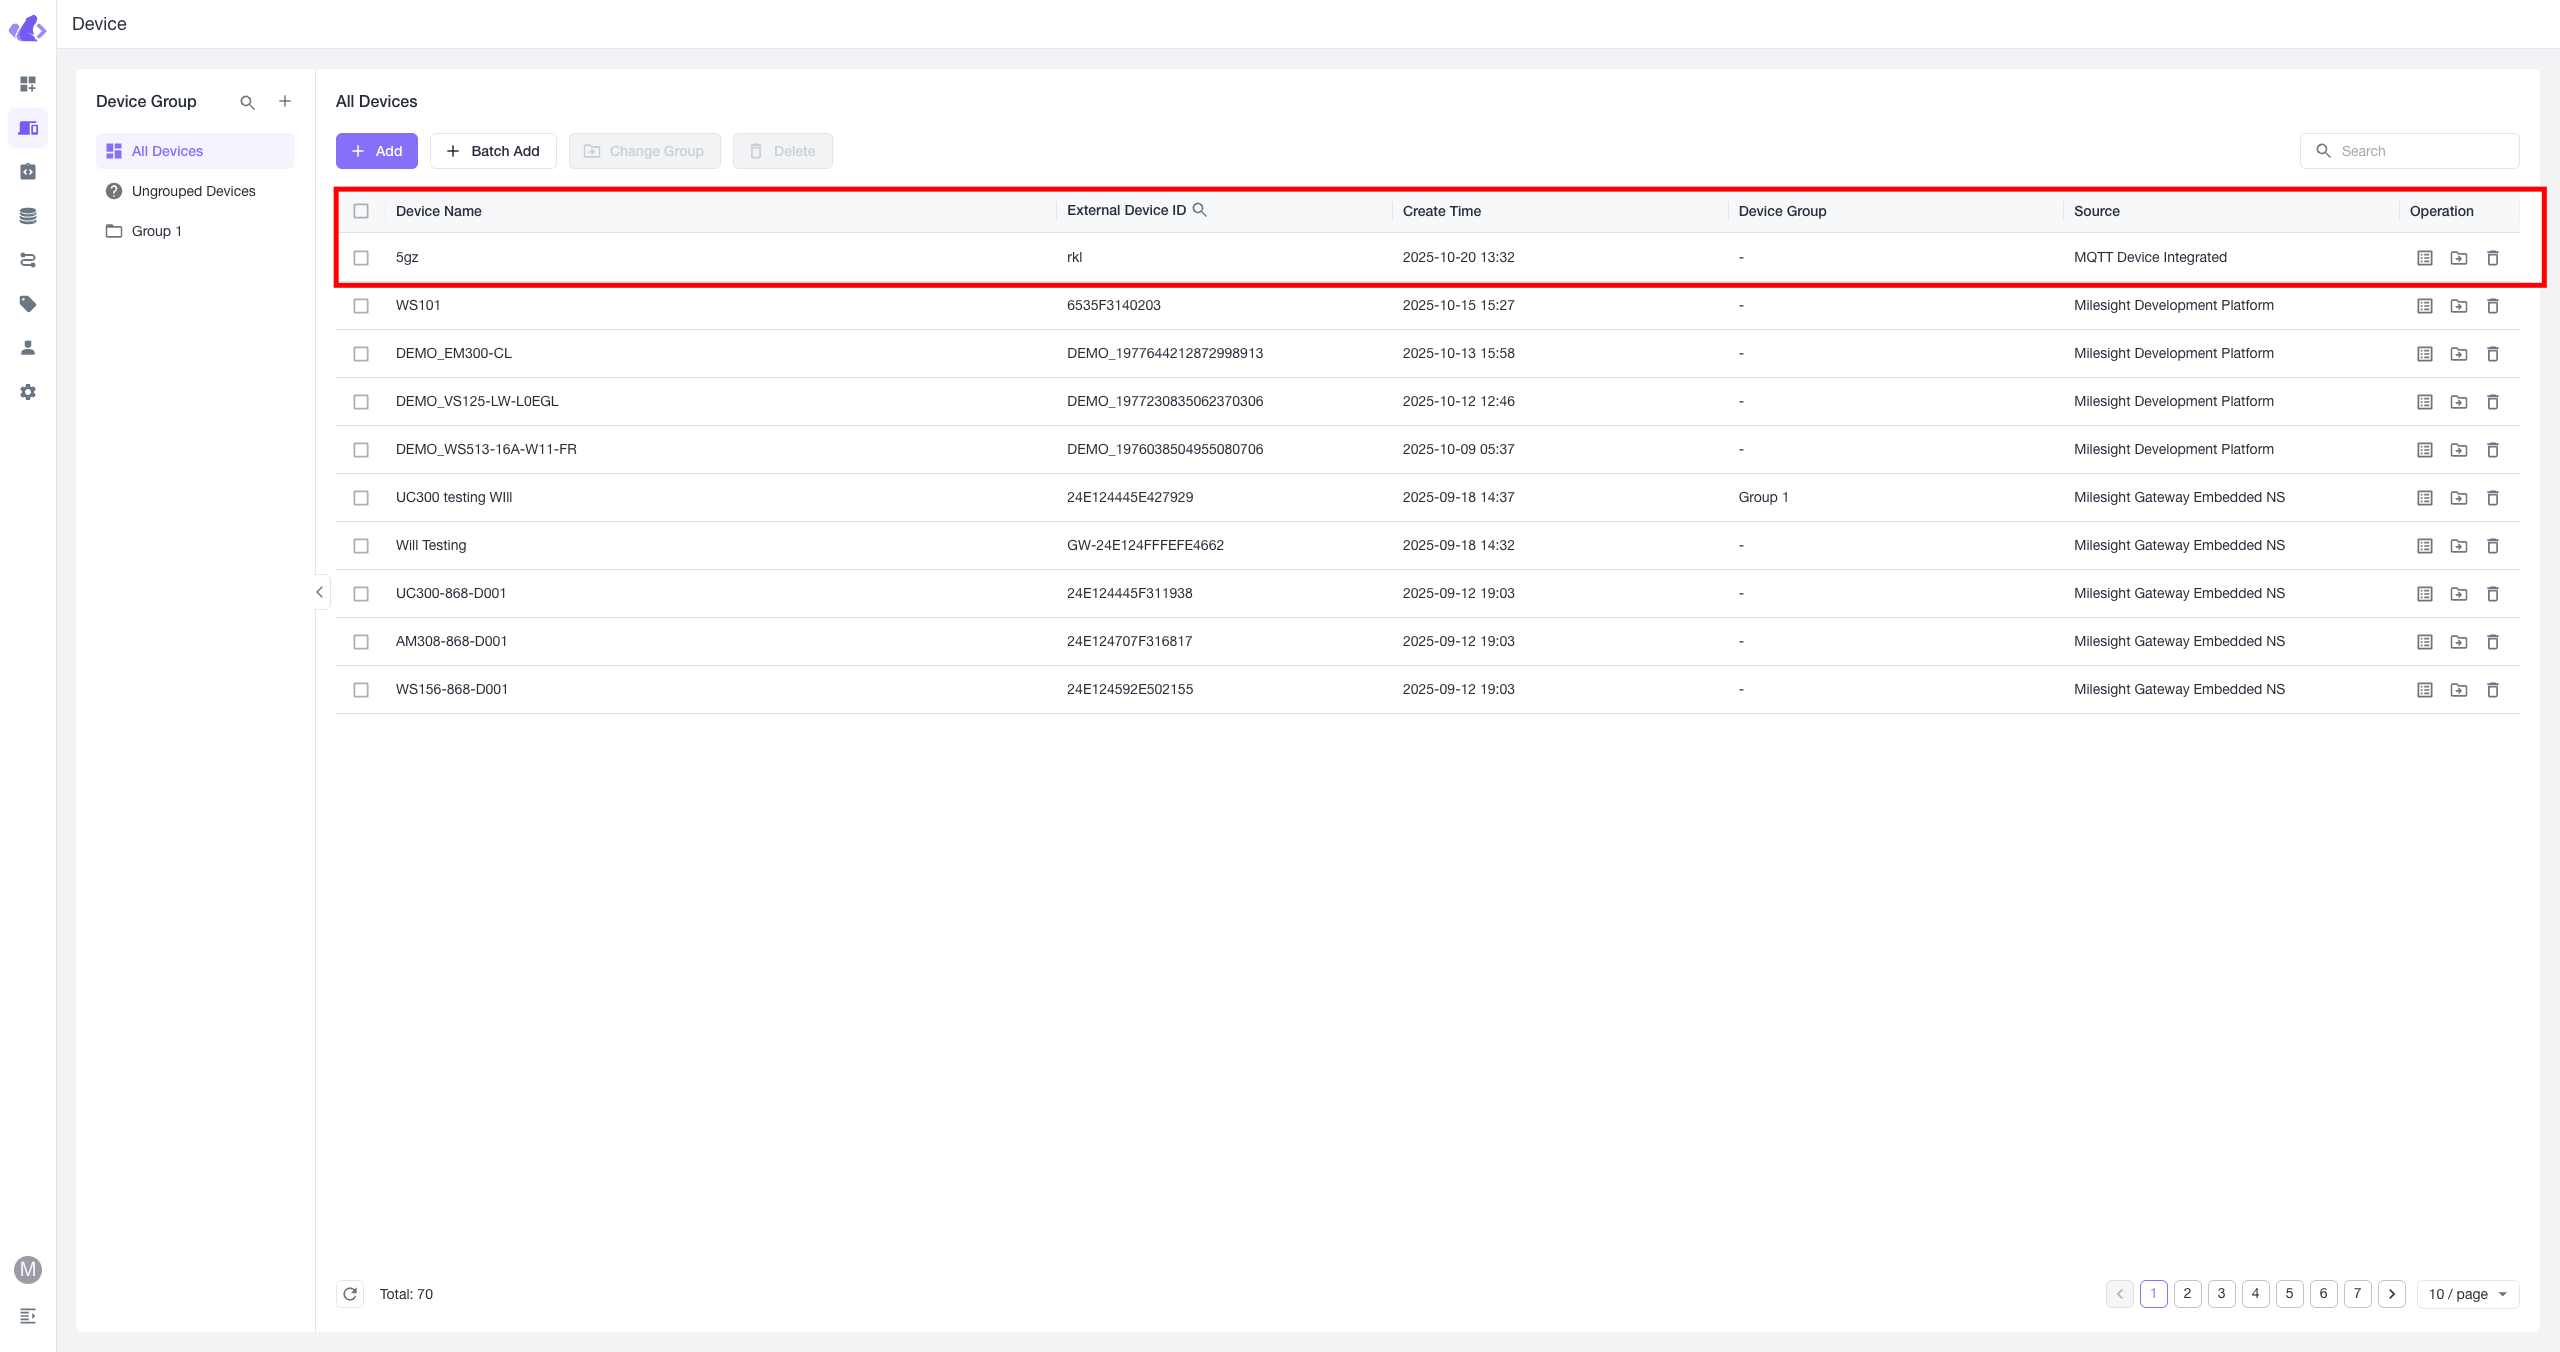 Device
Device Group
All Devices
Ungrouped Devices
Group 1
All Devices
Add
Batch Add
Change Group
Delete
Search
Device Name External Device ID Create Time Device Group Source Operation
5gz rkl 2025-10-20 13:32 - MQTT Device Integrated
WS101 6535F3140203 2025-10-15 15:27 - Milesight Development Platform
DEMO_EM300-CL DEMO_1977644212872998913 2025-10-13 15:58 - Milesight Development Platform
DEMO_VS125-LW-L0EGL DEMO_1977230835062370306 2025-10-12 12:46 - Milesight Development Platform
DEMO_WS513-16A-W11-FR DEMO_1976038504955080706 2025-10-09 05:37 - Milesight Development Platform
UC300 testing WIll 24E124445E427929 2025-09-18 14:37 Group 1 Milesight Gateway Embedded NS
Will Testing GW-24E124FFFEFE4662 2025-09-18 14:32 - Milesight Gateway Embedded NS
UC300-868-D001 24E124445F311938 2025-09-12 19:03 - Milesight Gateway Embedded NS
AM308-868-D001 24E124707F316817 2025-09-12 19:03 - Milesight Gateway Embedded NS
WS156-868-D001 24E124592E502155 2025-09-12 19:03 - Milesight Gateway Embedded NS
M
Total: 70
1 2 3 4 5 6 7 10 / page